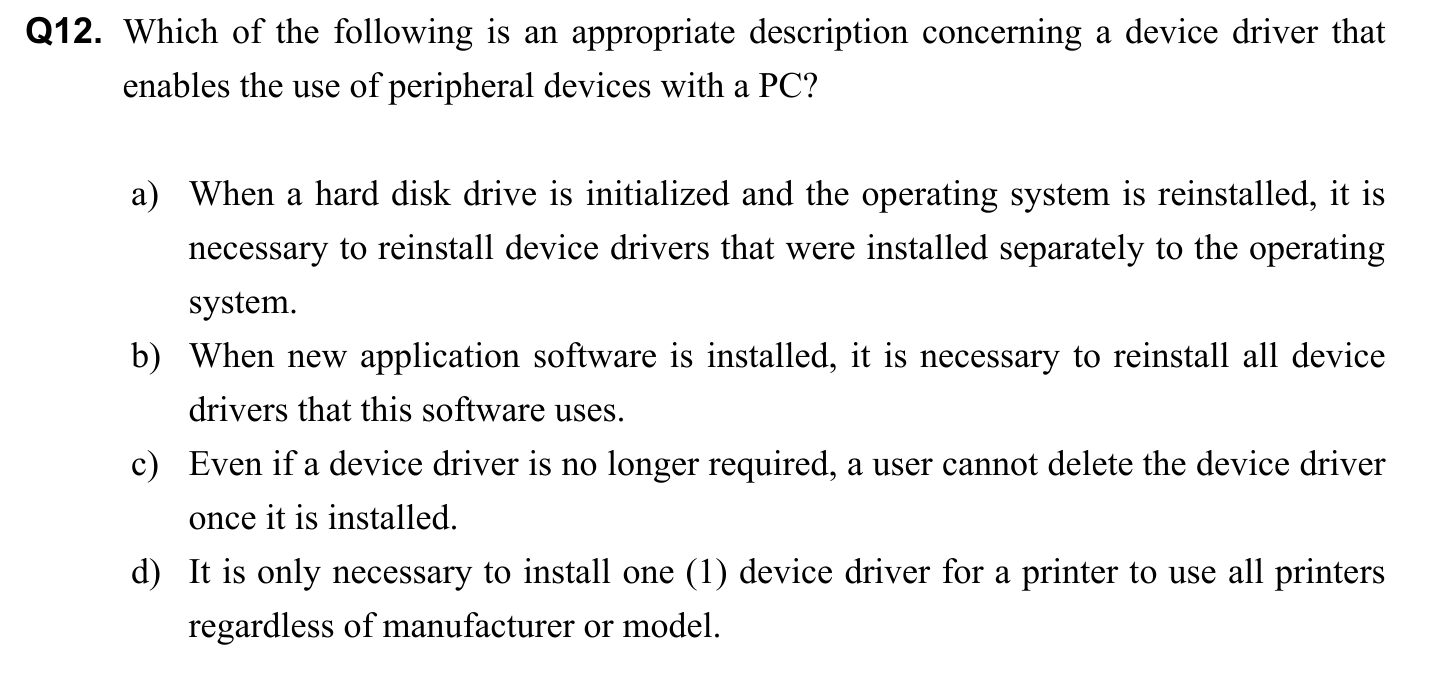 Q12. Which of the following is an appropriate description concerning a device driver that
enables the use of peripheral devices with a PC?
a) When a hard disk drive is initialized and the operating system is reinstalled, it is
necessary to reinstall device drivers that were installed separately to the operating
system.
b) When new application software is installed, it is necessary to reinstall all device
drivers that this software uses.
c) Even if a device driver is no longer required, a user cannot delete the device driver
once it is installed.
d) It is only necessary to install one (1) device driver for a printer to use all printers
regardless of manufacturer or model.